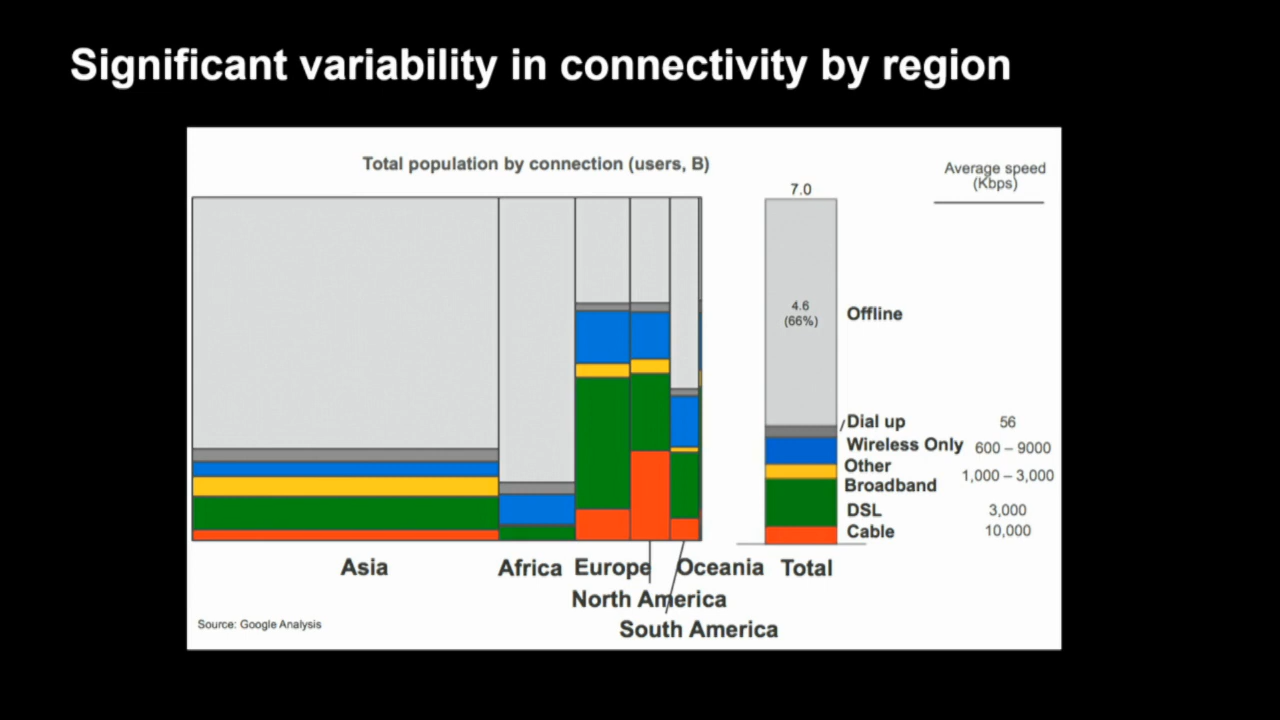 Significant variability in connectivity by region
Total population by connection (users, B)
Average speed
(Kbps)
7.0
4.6
(66%)
Offline
Dial up
56
Wireless Only
600 – 9000
Other
Broadband
1,000 – 3,000
DSL
3,000
Cable
10,000
Asia
Africa
Europe
Oceania
Total
North America
South America
Source: Google Analysis